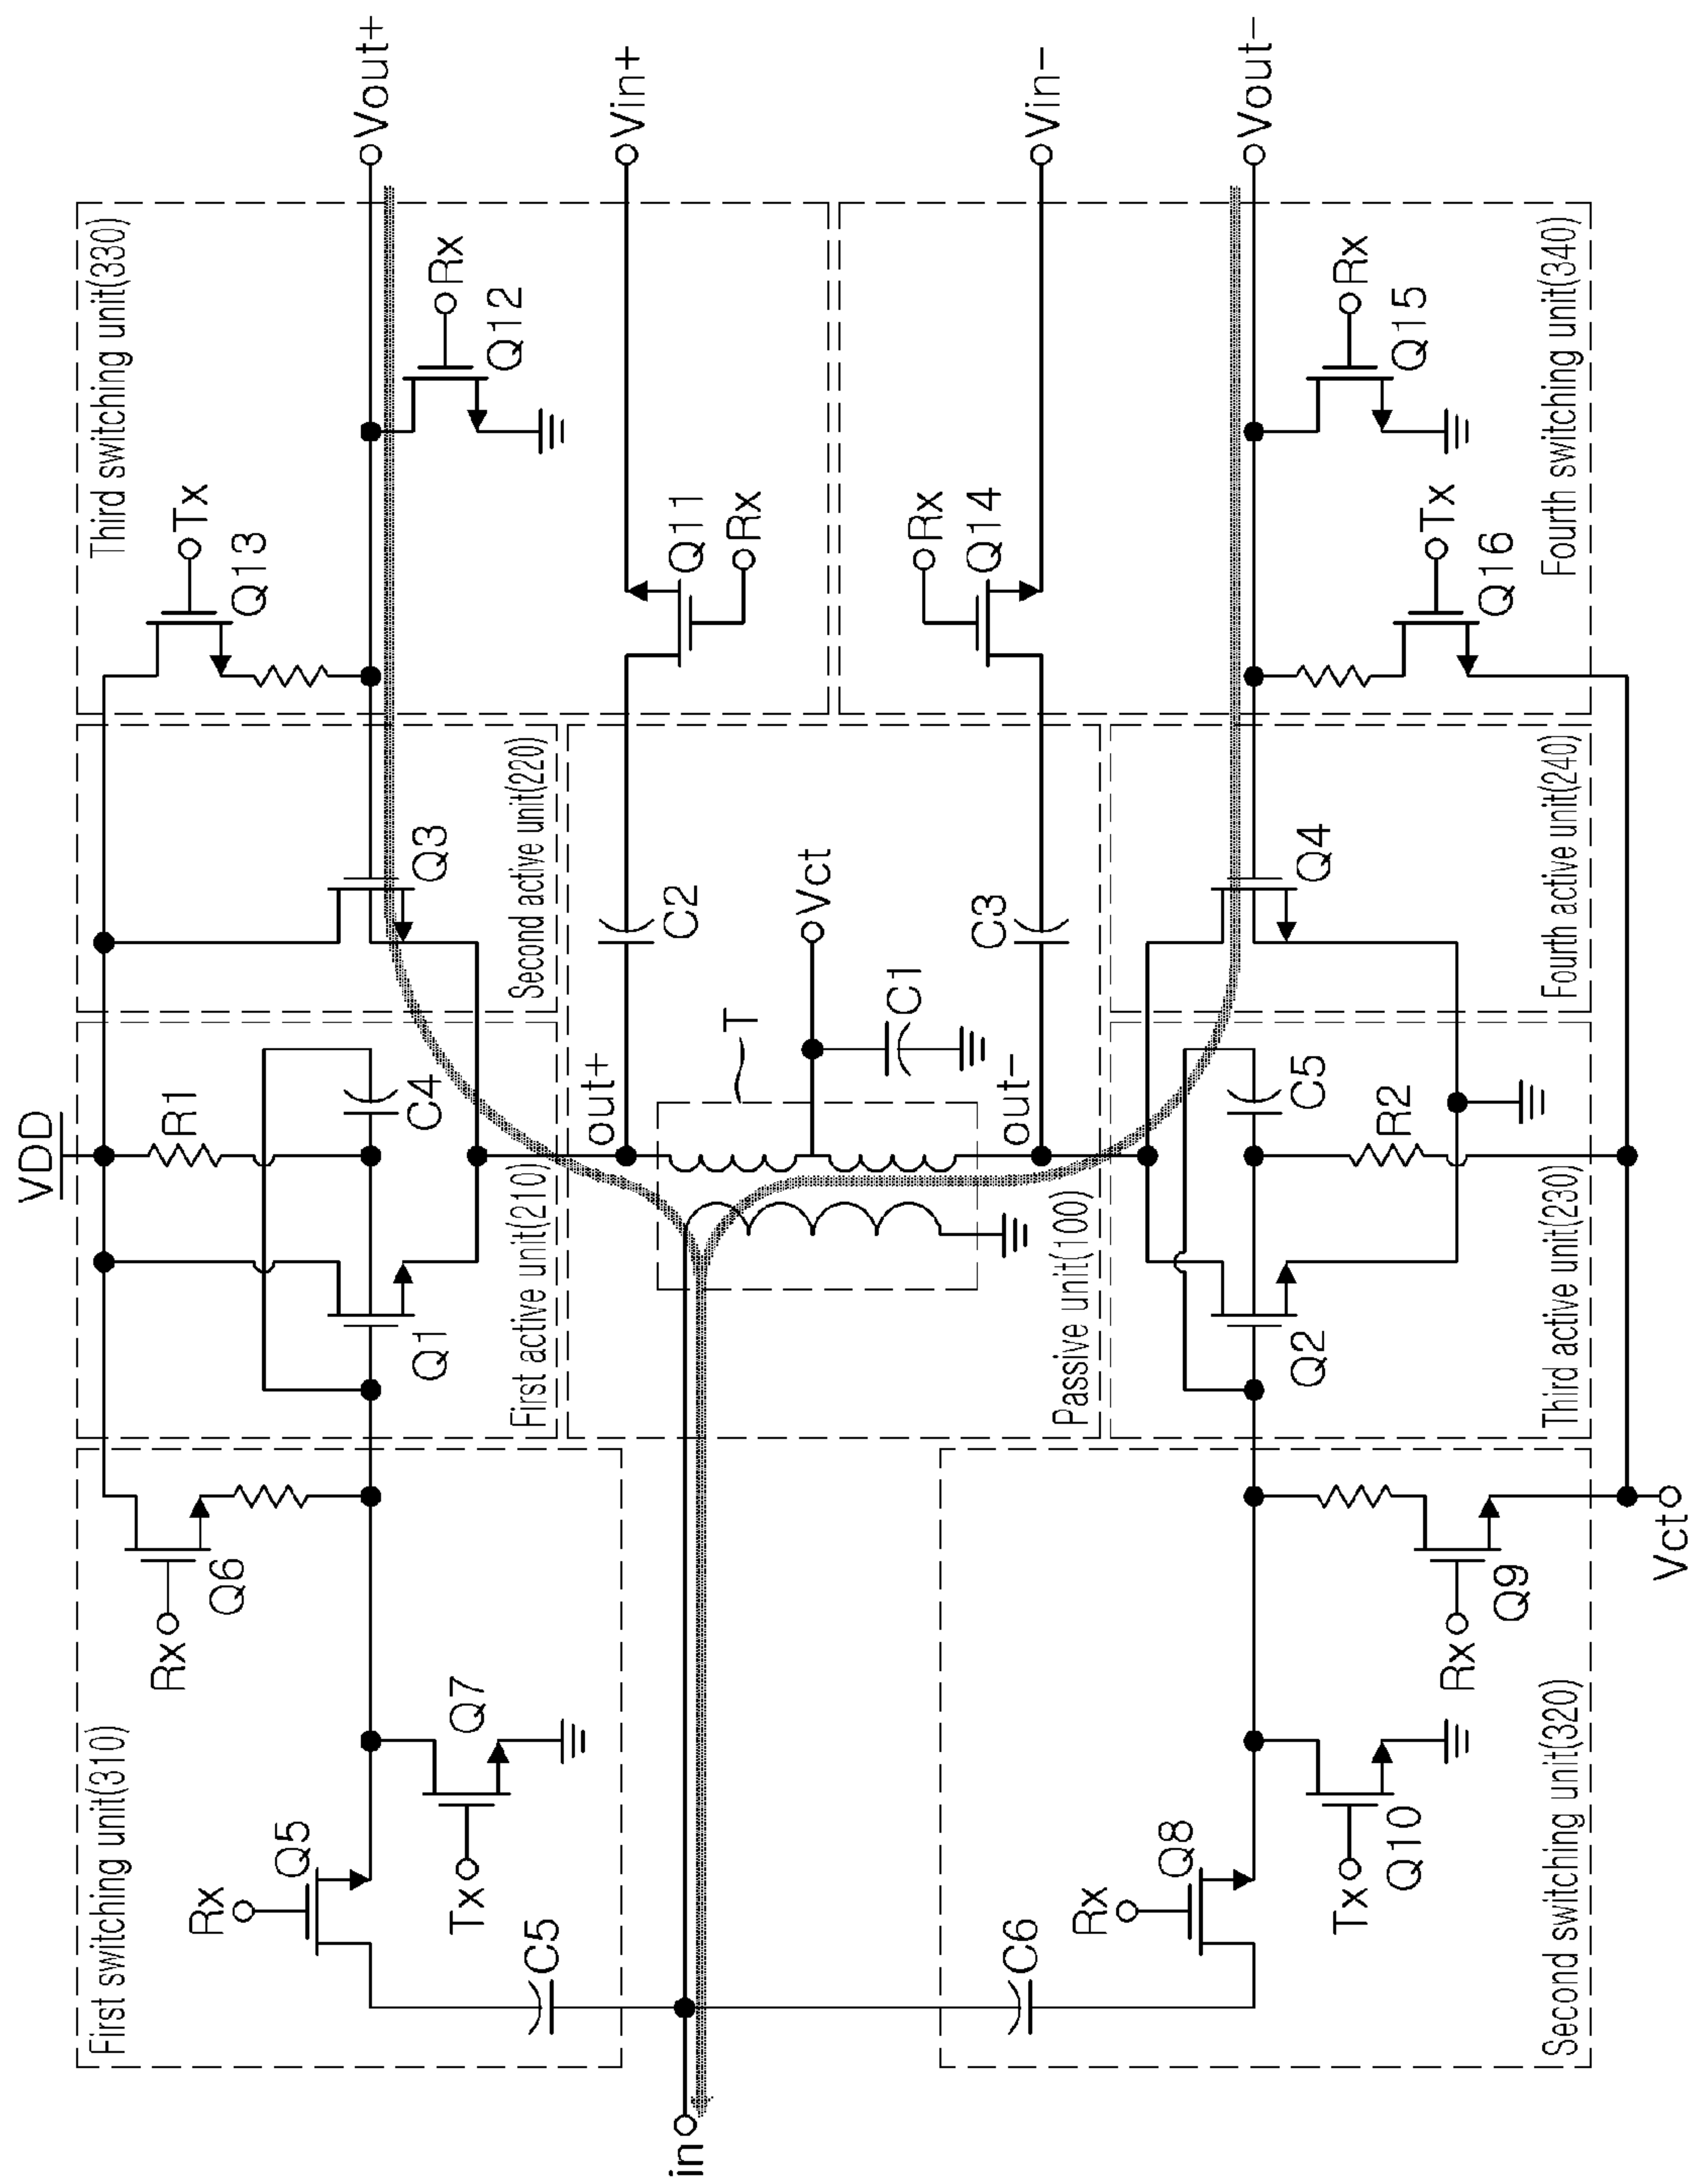 VDD
First switching unit(310)
Rx
Q5
C5
Tx
Q7
Rx
Q6
First active unit(210)
Q1
R1
C4
Second active unit(220)
Q3
Third switching unit(330)
Tx
Q13
Rx
Q12
Q11
Rx
Vout+
Vin+
in
Passive unit(100)
T
out+
out-
C2
C3
Vct
C1
Second switching unit(320)
C6
Rx
Q8
Tx
Q10
Rx
Q9
Vct
Third active unit(230)
Q2
R2
C5
Fourth active unit(240)
Q4
Fourth switching unit(340)
Rx
Q14
Tx
Q16
Rx
Q15
Vin-
Vout-